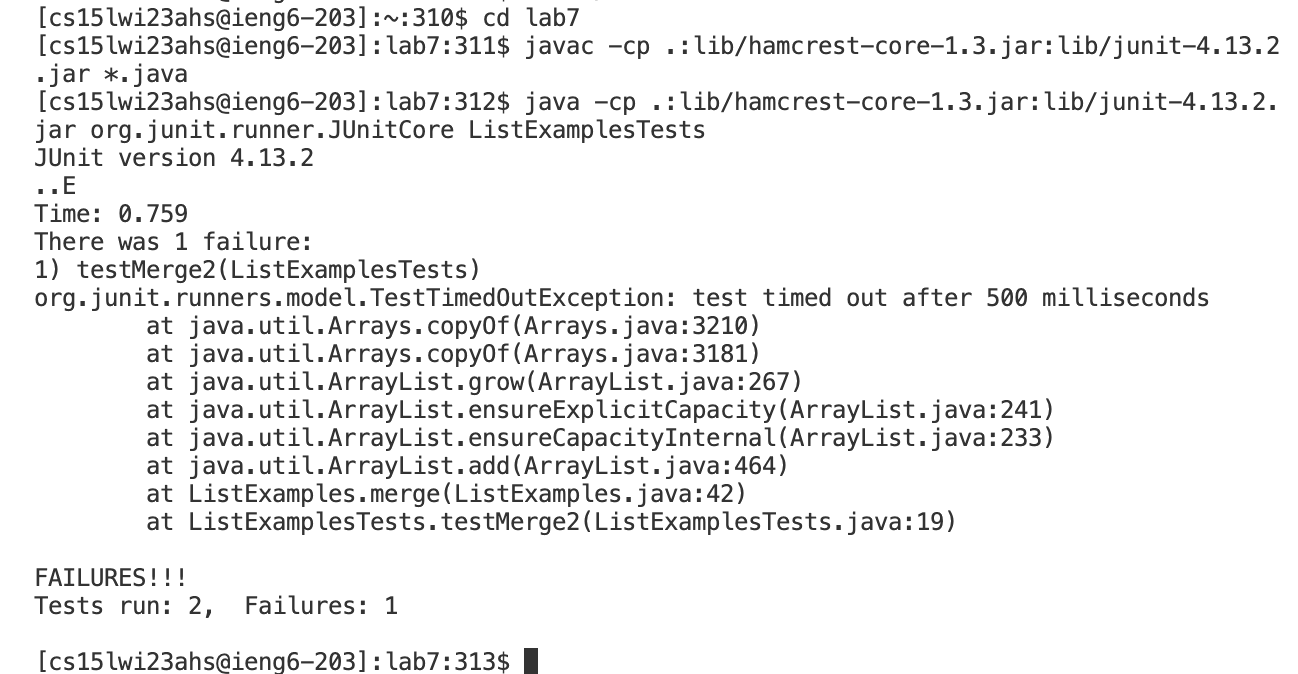 [cs15lwi23ahs@ieng6-203]:~:310$ cd lab7
[cs15lwi23ahs@ieng6-203]:lab7:311$ javac -cp .:lib/hamcrest-core-1.3.jar:lib/junit-4.13.2
.jar *.java
[cs15lwi23ahs@ieng6-203]:lab7:312$ java -cp .:lib/hamcrest-core-1.3.jar:lib/junit-4.13.2.
jar org.junit.runner.JUnitCore ListExamplesTests
JUnit version 4.13.2
..E
Time: 0.759
There was 1 failure:
1) testMerge2(ListExamplesTests)
org.junit.runners.model.TestTimedOutException: test timed out after 500 milliseconds
        at java.util.Arrays.copyOf(Arrays.java:3210)
        at java.util.Arrays.copyOf(Arrays.java:3181)
        at java.util.ArrayList.grow(ArrayList.java:267)
        at java.util.ArrayList.ensureExplicitCapacity(ArrayList.java:241)
        at java.util.ArrayList.ensureCapacityInternal(ArrayList.java:233)
        at java.util.ArrayList.add(ArrayList.java:464)
        at ListExamples.merge(ListExamples.java:42)
        at ListExamplesTests.testMerge2(ListExamplesTests.java:19)

FAILURES!!!
Tests run: 2,  Failures: 1

[cs15lwi23ahs@ieng6-203]:lab7:313$